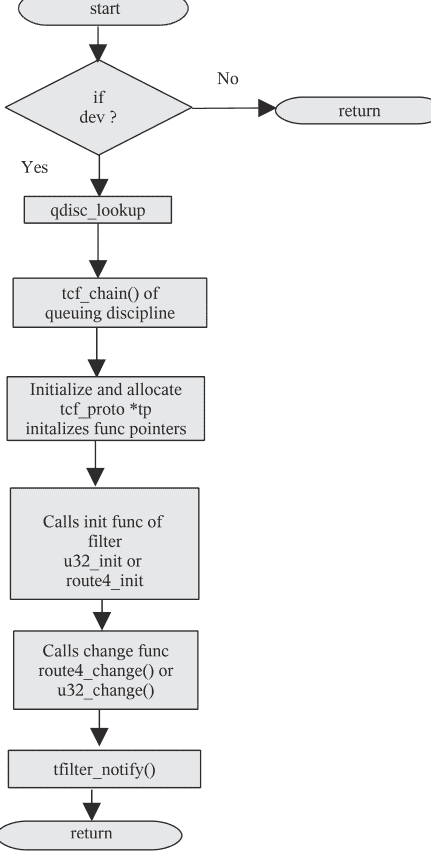 start
if
dev ?
No
return
Yes
qdisc_lookup
tcf_chain() of
queuing discipline
Initialize and allocate
tcf_proto *tp
initalizes func pointers
Calls init func of
filter
u32_init or
route4_init
Calls change func
route4_change() or
u32_change()
tfilter_notify()
return